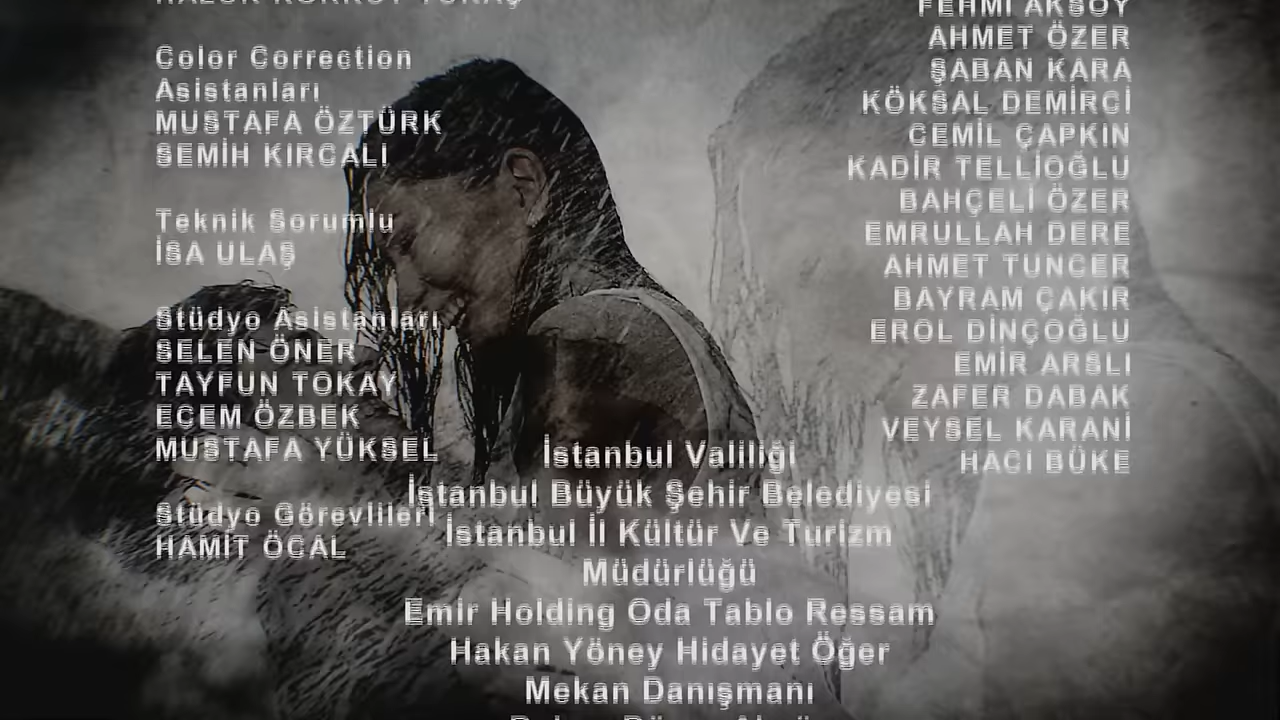 Color Correction
Asistanları
MUSTAFA ÖZTÜRK
SEMİH KIRCALI
Teknik Sorumlu
İSA ULAŞ
Stüdyo Asistanları
SELEN ÖNER
TAYFUN TOKAY
ECEM ÖZBEK
MUSTAFA YÜKSEL
Stüdyo Görevlileri
HAMİT ÖCAL
İstanbul Valiliği
İstanbul Büyük Şehir Belediyesi
İstanbul İl Kültür Ve Turizm
Müdürlüğü
Emir Holding Oda Tablo Ressam
Hakan Yöney Hidayet Öğer
Mekan Danışmanı
FEHMİ AKSOY
AHMET ÖZER
ŞABAN KARA
KÖKSAL DEMİRCİ
CEMİL ÇAPKIN
KADİR TELLİOĞLU
BAHÇELİ ÖZER
EMRULLAH DERE
AHMET TUNCER
BAYRAM ÇAKIR
EROL DİNÇOĞLU
EMİR ARSLI
ZAFER DABAK
VEYSEL KARANİ
HACI BÜKE